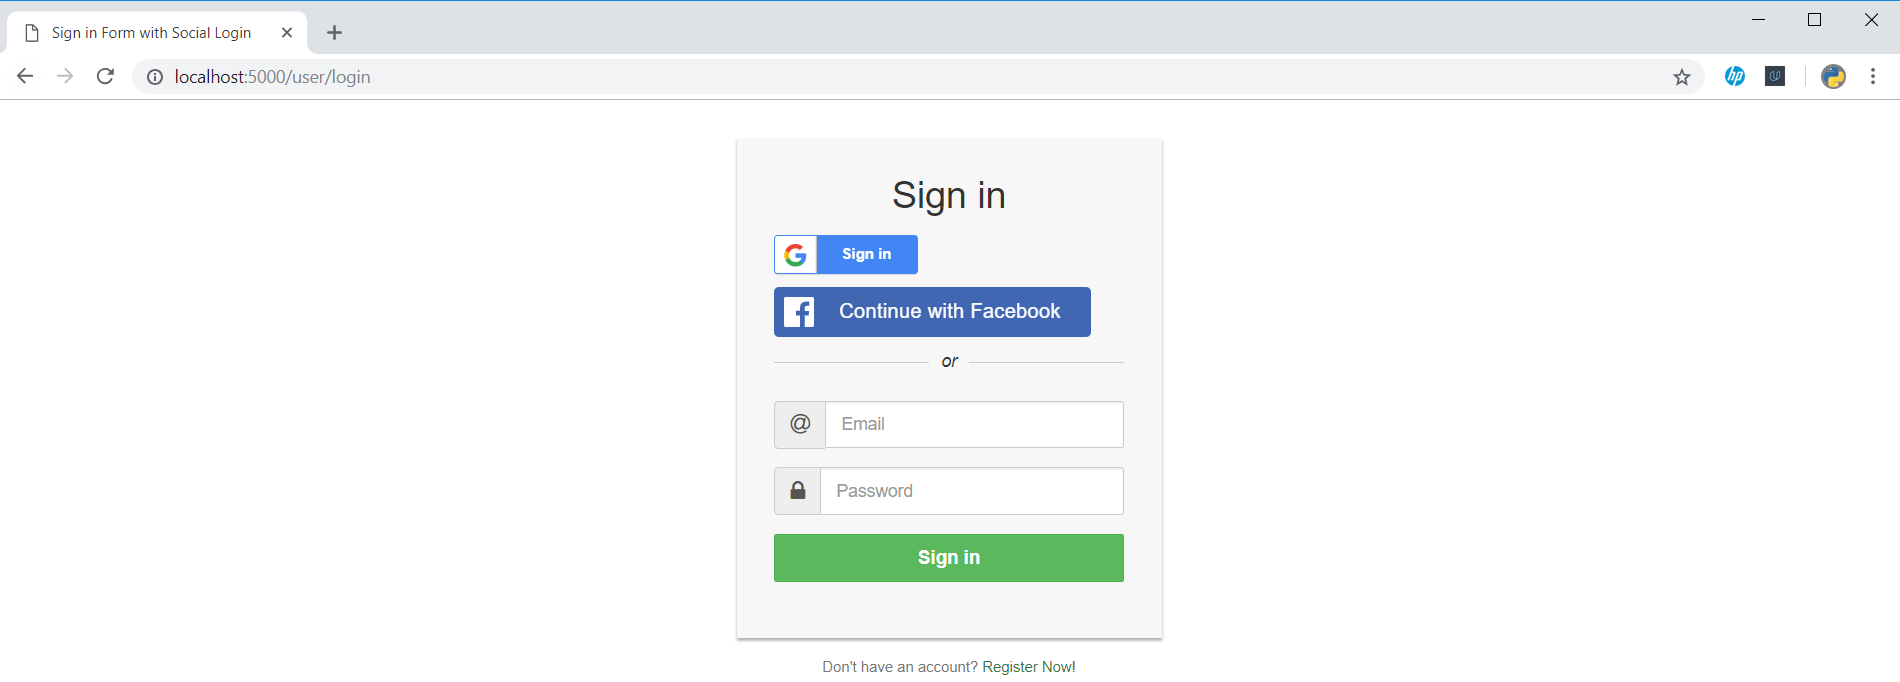 Sign in Form with Social Login
localhost:5000/user/login
hp
Sign in
G Sign in
f Continue with Facebook
or
@ Email
Password
Sign in
Don't have an account? Register Now!